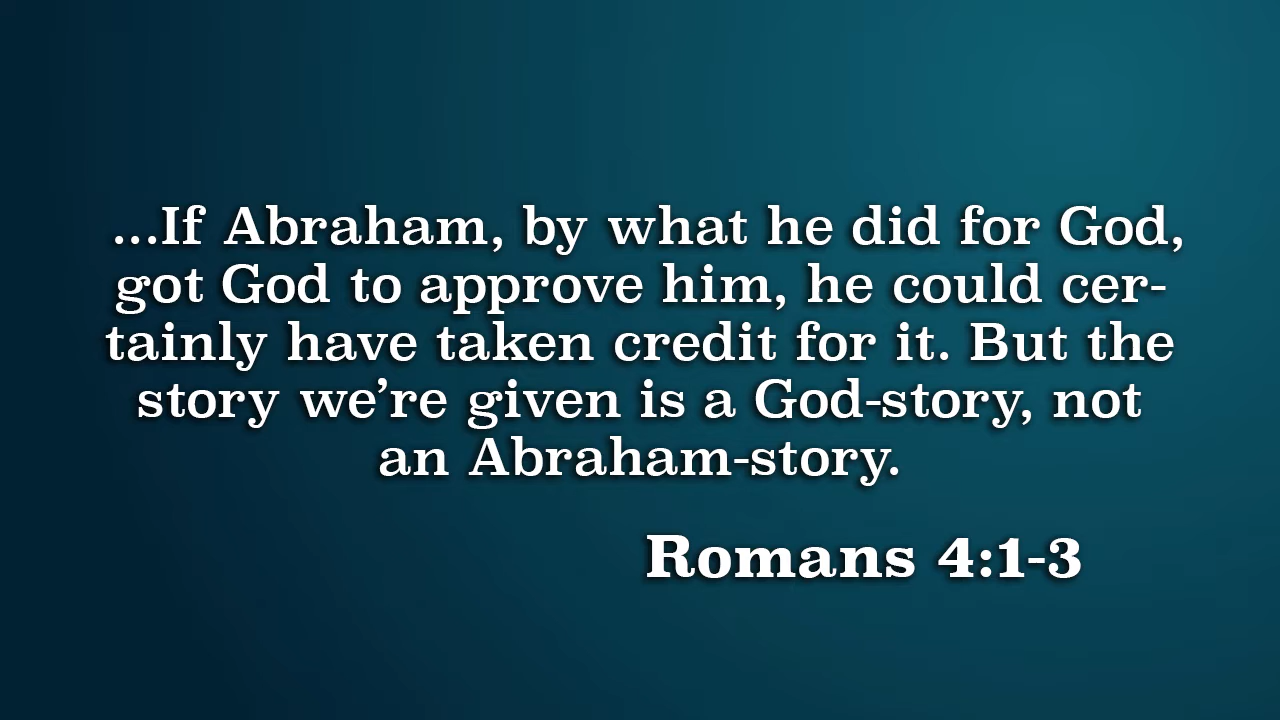 ...If Abraham, by what he did for God,
got God to approve him, he could cer-
tainly have taken credit for it. But the
story we’re given is a God-story, not
an Abraham-story.
Romans 4:1-3